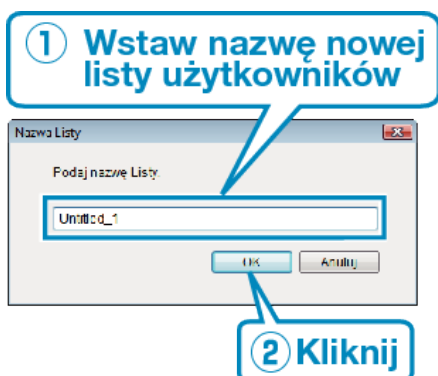 ① Wstaw nazwę nowej
listy użytkowników
Nazwa Listy
Podaj nazwę Listy.
Untitled_1
OK Anuluj
② Kliknij